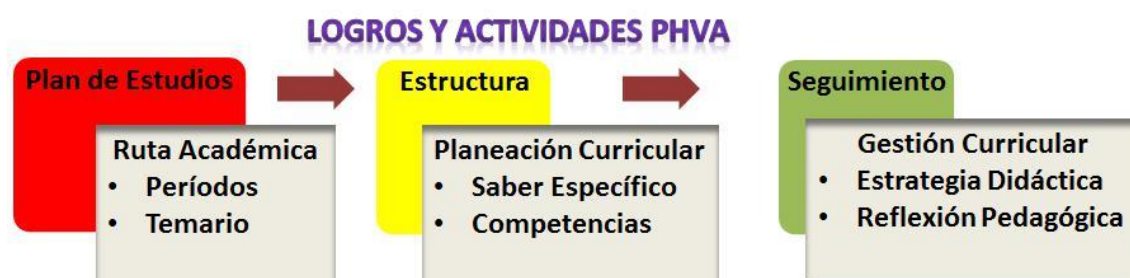 LOGROS Y ACTIVIDADES PHVA
Plan de Estudios
Ruta Académica
• Períodos
• Temario
Estructura
Planeación Curricular
• Saber Específico
• Competencias
Seguimiento
Gestión Curricular
• Estrategia Didáctica
• Reflexión Pedagógica